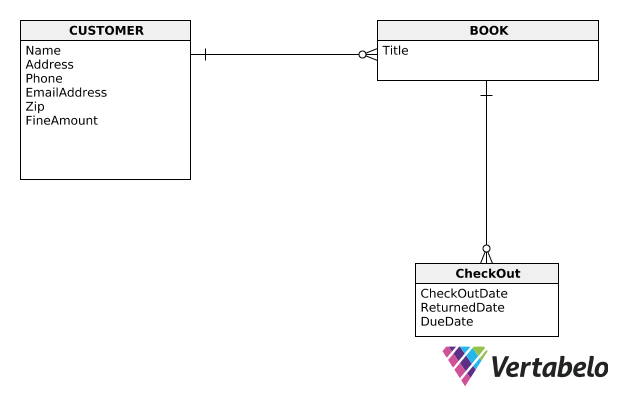 CUSTOMER
Name
Address
Phone
EmailAddress
Zip
FineAmount
BOOK
Title
CheckOut
CheckOutDate
ReturnedDate
DueDate
Vertabelo